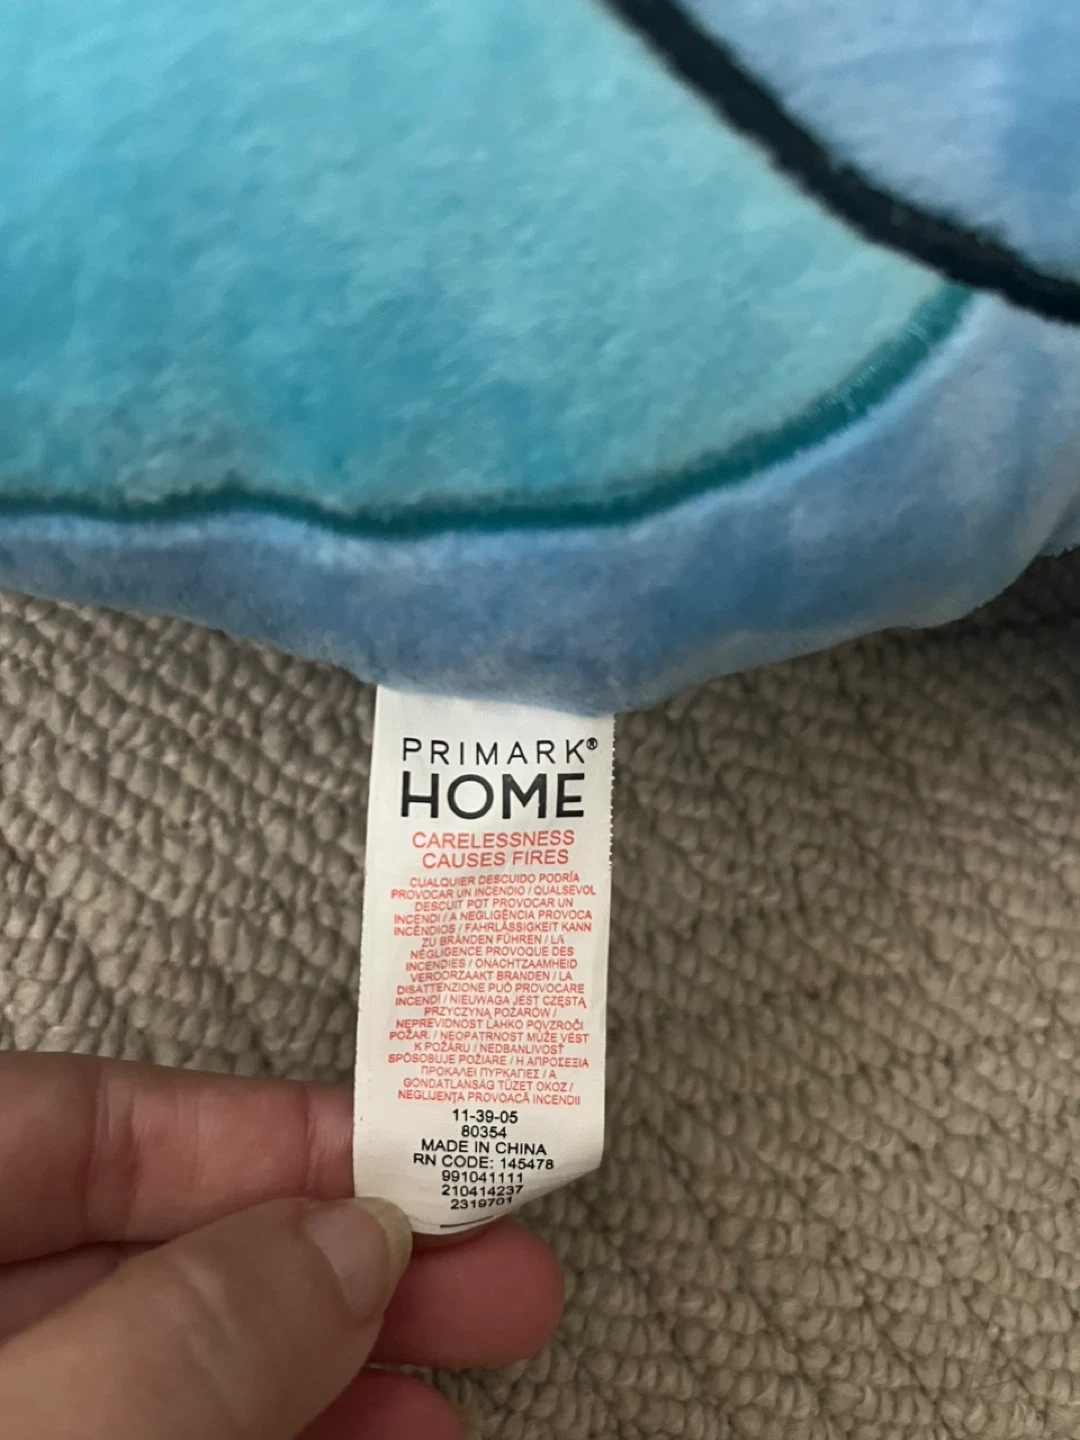 PRIMARK®
HOME
CARELESSNESS
CAUSES FIRES
CUALQUIER DESCUIDO PODRÍA
PROVOCAR UN INCENDIO / QUALSEVOL
DESCUIT POT PROVOCAR UN
INCENDI / A NEGLIGÊNCIA PROVOCA
INCÊNDIOS / FAHRLÄSSIGKEIT KANN
ZU BRÄNDEN FÜHREN / LA
NÉGLIGENCE PROVOQUE DES
INCENDIES / ONACHTZAAMHEID
VEROORZAAKT BRANDEN / LA
DISATTENZIONE PUÒ PROVOCARE
INCENDI / NIEUWAGA JEST CZĘSTĄ
PRZYCZYNĄ POŻARÓW /
NEPREVIDNOST LAHKO POVZROČI
POŽAR. / NEOPATRNOST MŮŽE VÉST
K POŽÁRU / NEDBANLIVOSŤ
SPÔSOBUJE POŽIARE / Η ΑΠΡΟΣΕΞΙΑ
ΠΡΟΚΑΛΕΙ ΠΥΡΚΑΓΙΕΣ / A
GONDATLANSÁG TÜZET OKOZ /
NEGLIJENȚA PROVOACĂ INCENDII
11-39-05
80354
MADE IN CHINA
RN CODE: 145478
991041111
210414237
2319701